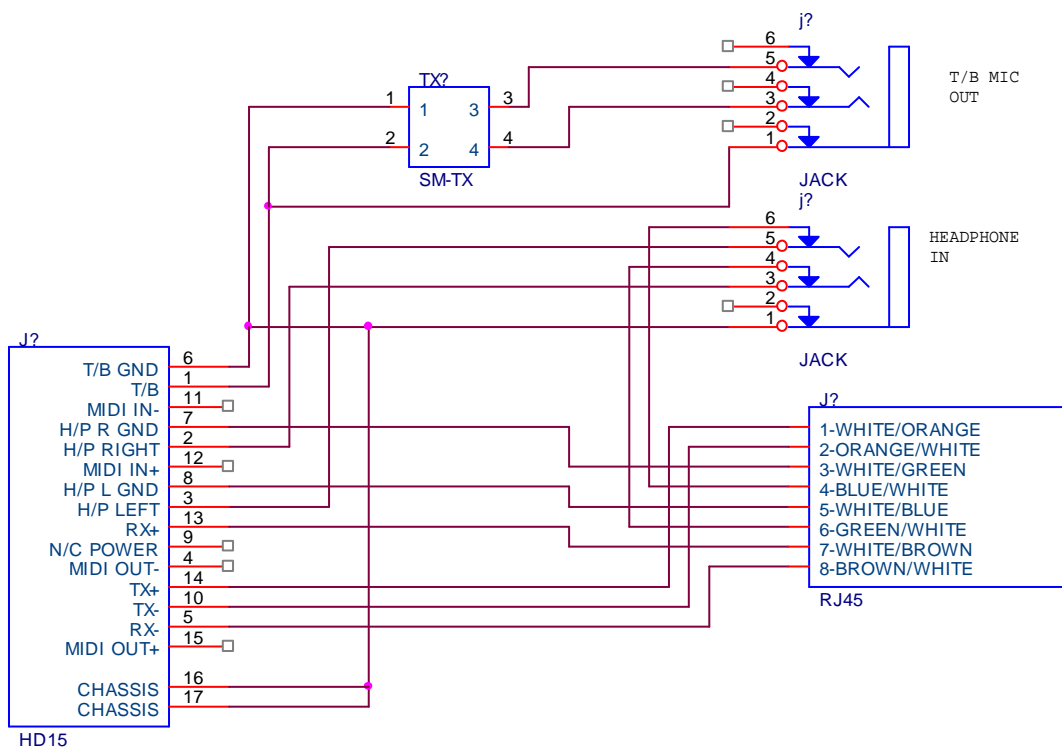 j?
6
5
4
3
2
1
T/B MIC
OUT
JACK
TX?
1
2
1
2
3
4
3
4
SM-TX
j?
6
5
4
3
2
1
HEADPHONE
IN
JACK
J?
T/B GND 6
T/B 1
MIDI IN- 11
H/P R GND 7
H/P RIGHT 2
MIDI IN+ 12
H/P L GND 8
H/P LEFT 3
RX+ 13
N/C POWER 9
MIDI OUT- 4
TX+ 14
TX- 10
RX- 5
MIDI OUT+ 15
CHASSIS 16
CHASSIS 17
HD15
J?
1-WHITE/ORANGE
2-ORANGE/WHITE
3-WHITE/GREEN
4-BLUE/WHITE
5-WHITE/BLUE
6-GREEN/WHITE
7-WHITE/BROWN
8-BROWN/WHITE
RJ45